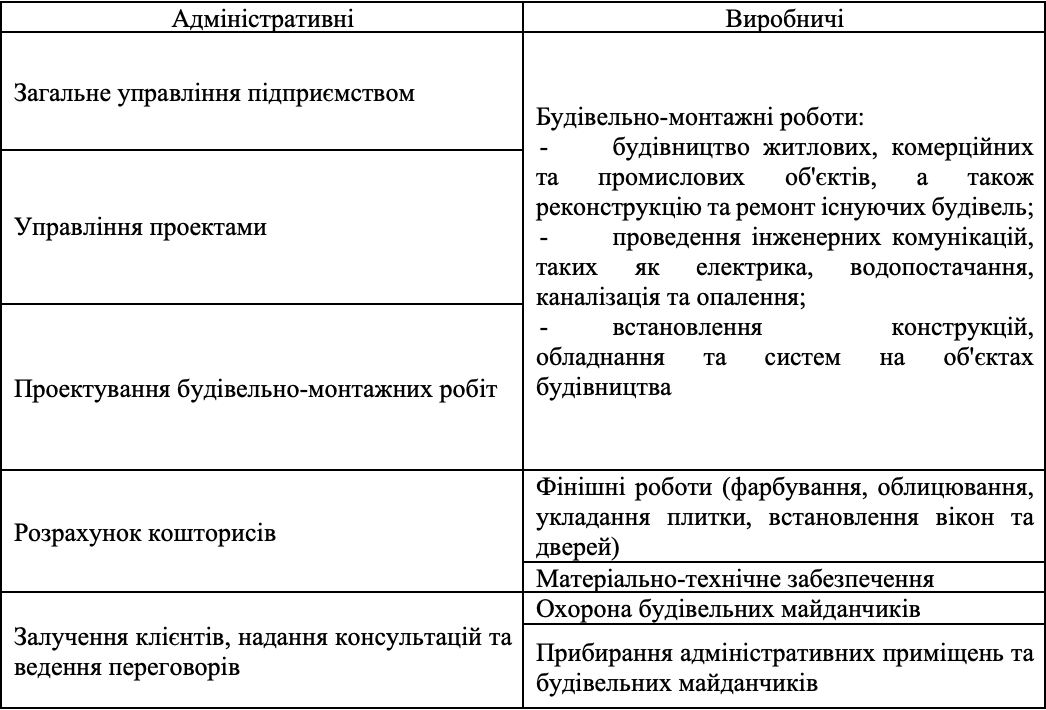 Адміністративні
Виробничі
Загальне управління підприємством
Управління проектами
Проектування будівельно-монтажних робіт
Будівельно-монтажні роботи:
- будівництво житлових, комерційних
та промислових об'єктів, а також
реконструкцію та ремонт існуючих будівель;
- проведення інженерних комунікацій,
таких як електрика, водопостачання,
каналізація та опалення;
- встановлення конструкцій,
обладнання та систем на об'єктах
будівництва
Розрахунок кошторисів
Фінішні роботи (фарбування, облицювання,
укладання плитки, встановлення вікон та
дверей)
Матеріально-технічне забезпечення
Залучення клієнтів, надання консультацій та
ведення переговорів
Охорона будівельних майданчиків
Прибирання адміністративних приміщень та
будівельних майданчиків